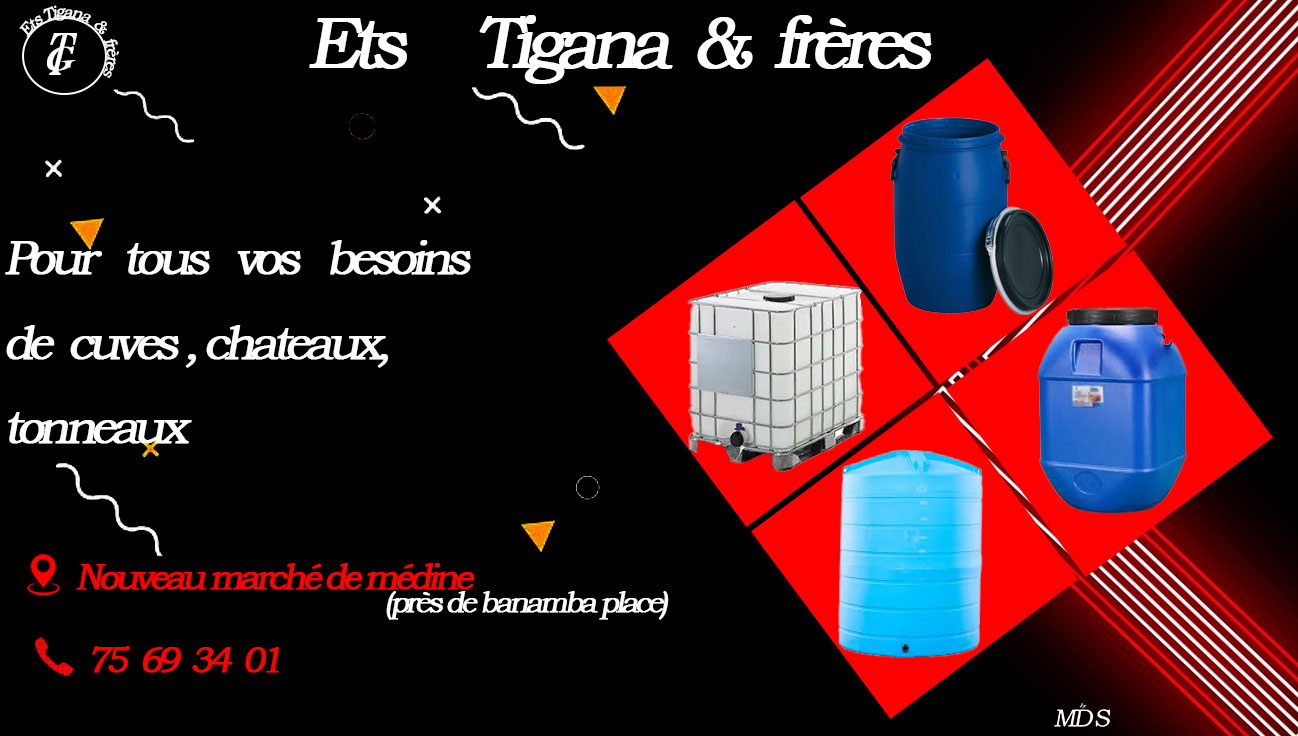 Ets Tigana & frères
TG
Ets Tigana & frères
Pour tous vos besoins
de cuves , chateaux,
tonneaux
Nouveau marché de médine
(près de banamba place)
75 69 34 01
MDS